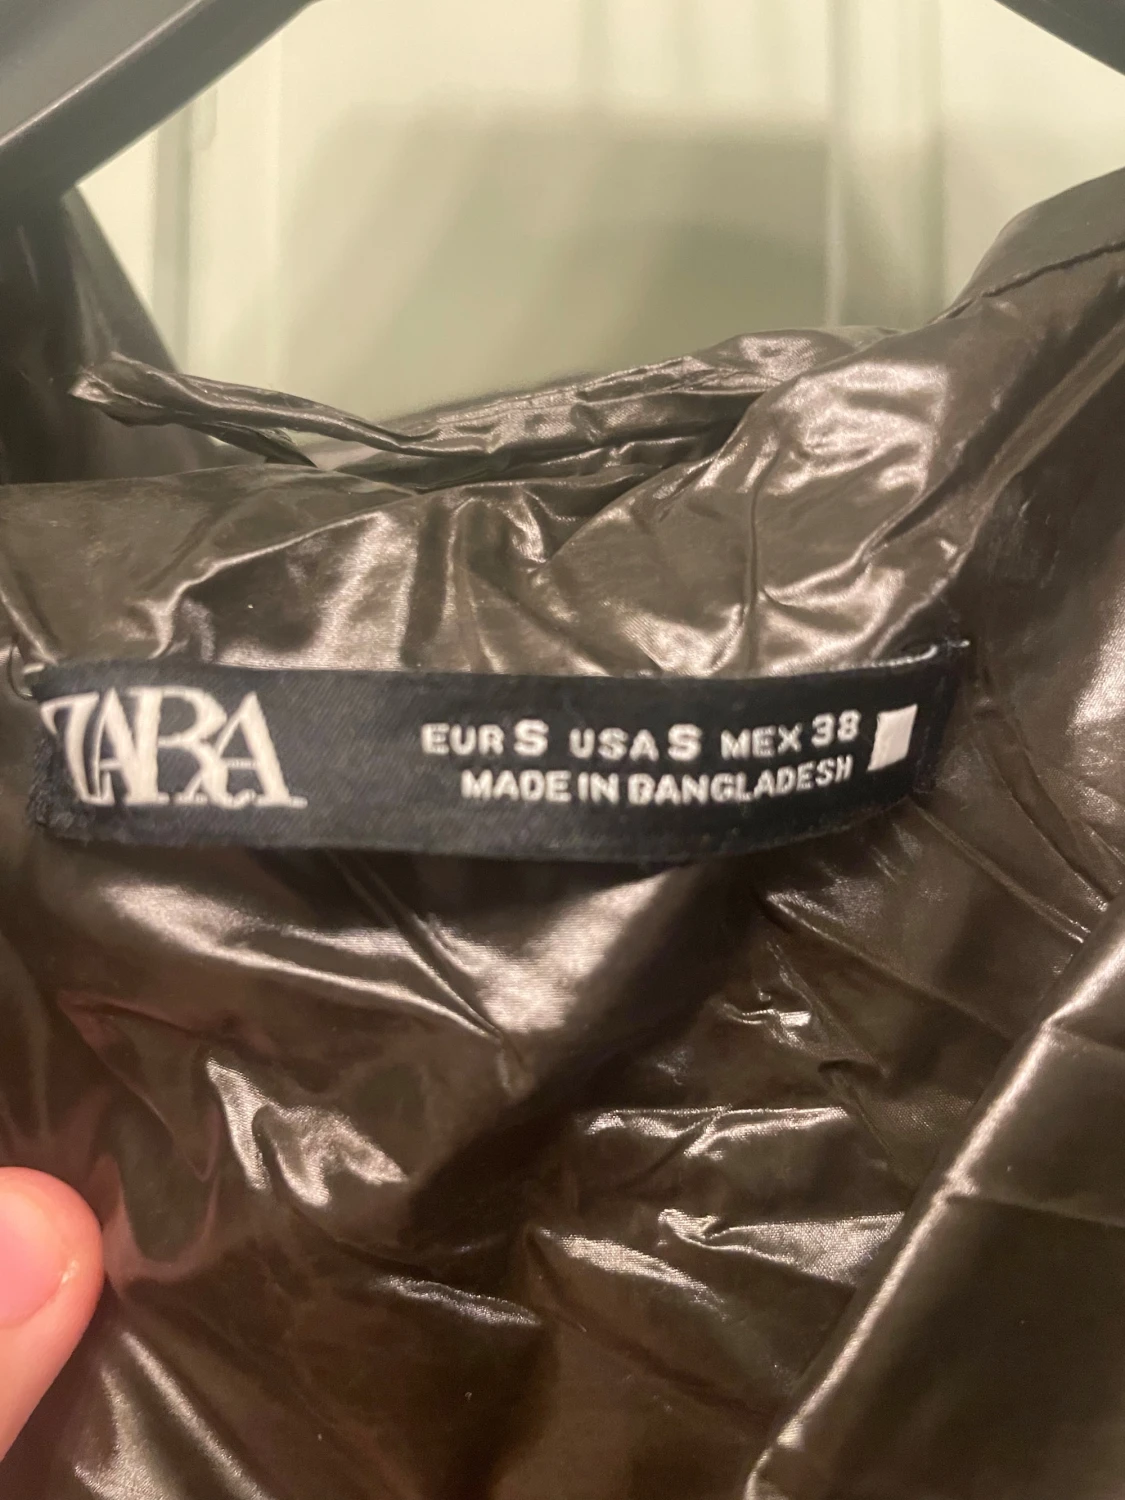 ZARA
EUR S USA S MEX 38
MADE IN BANGLADESH